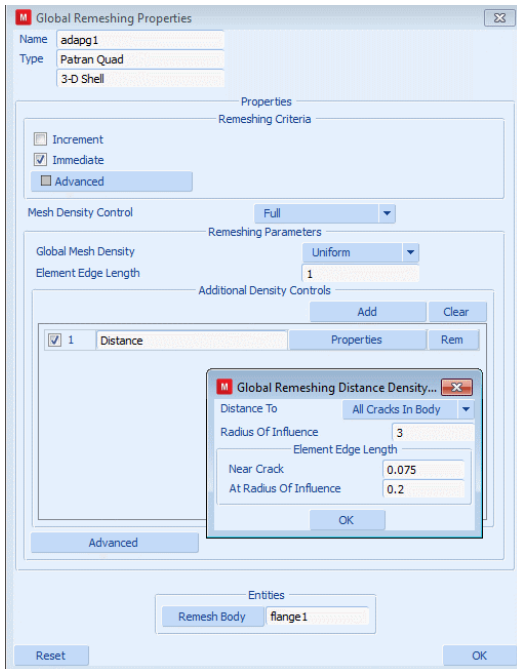 M Global Remeshing Properties
Name adapg1
Type Patran Quad
3-D Shell
Properties
Remeshing Criteria
Increment
Immediate
Advanced
Mesh Density Control Full
Remeshing Parameters
Global Mesh Density Uniform
Element Edge Length 1
Additional Density Controls
Add Clear
1 Distance Properties Rem
M Global Remeshing Distance Density...
Distance To All Cracks In Body
Radius Of Influence 3
Element Edge Length
Near Crack 0.075
At Radius Of Influence 0.2
OK
Advanced
Entities
Remesh Body flange1
Reset OK